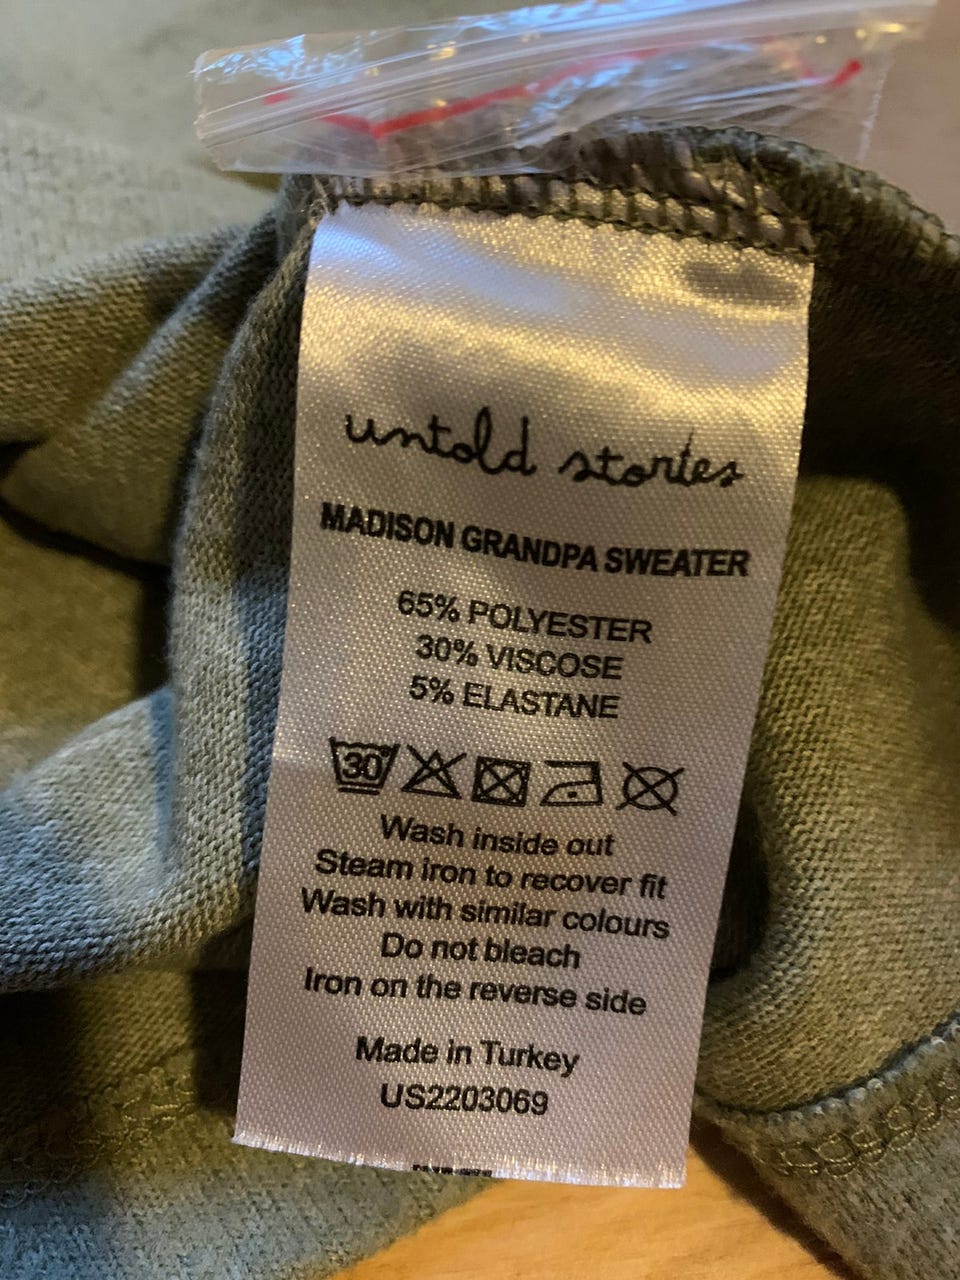 untold stories
MADISON GRANDPA SWEATER
65% POLYESTER
30% VISCOSE
5% ELASTANE
30
Wash inside out
Steam iron to recover fit
Wash with similar colours
Do not bleach
Iron on the reverse side
Made in Turkey
US2203069